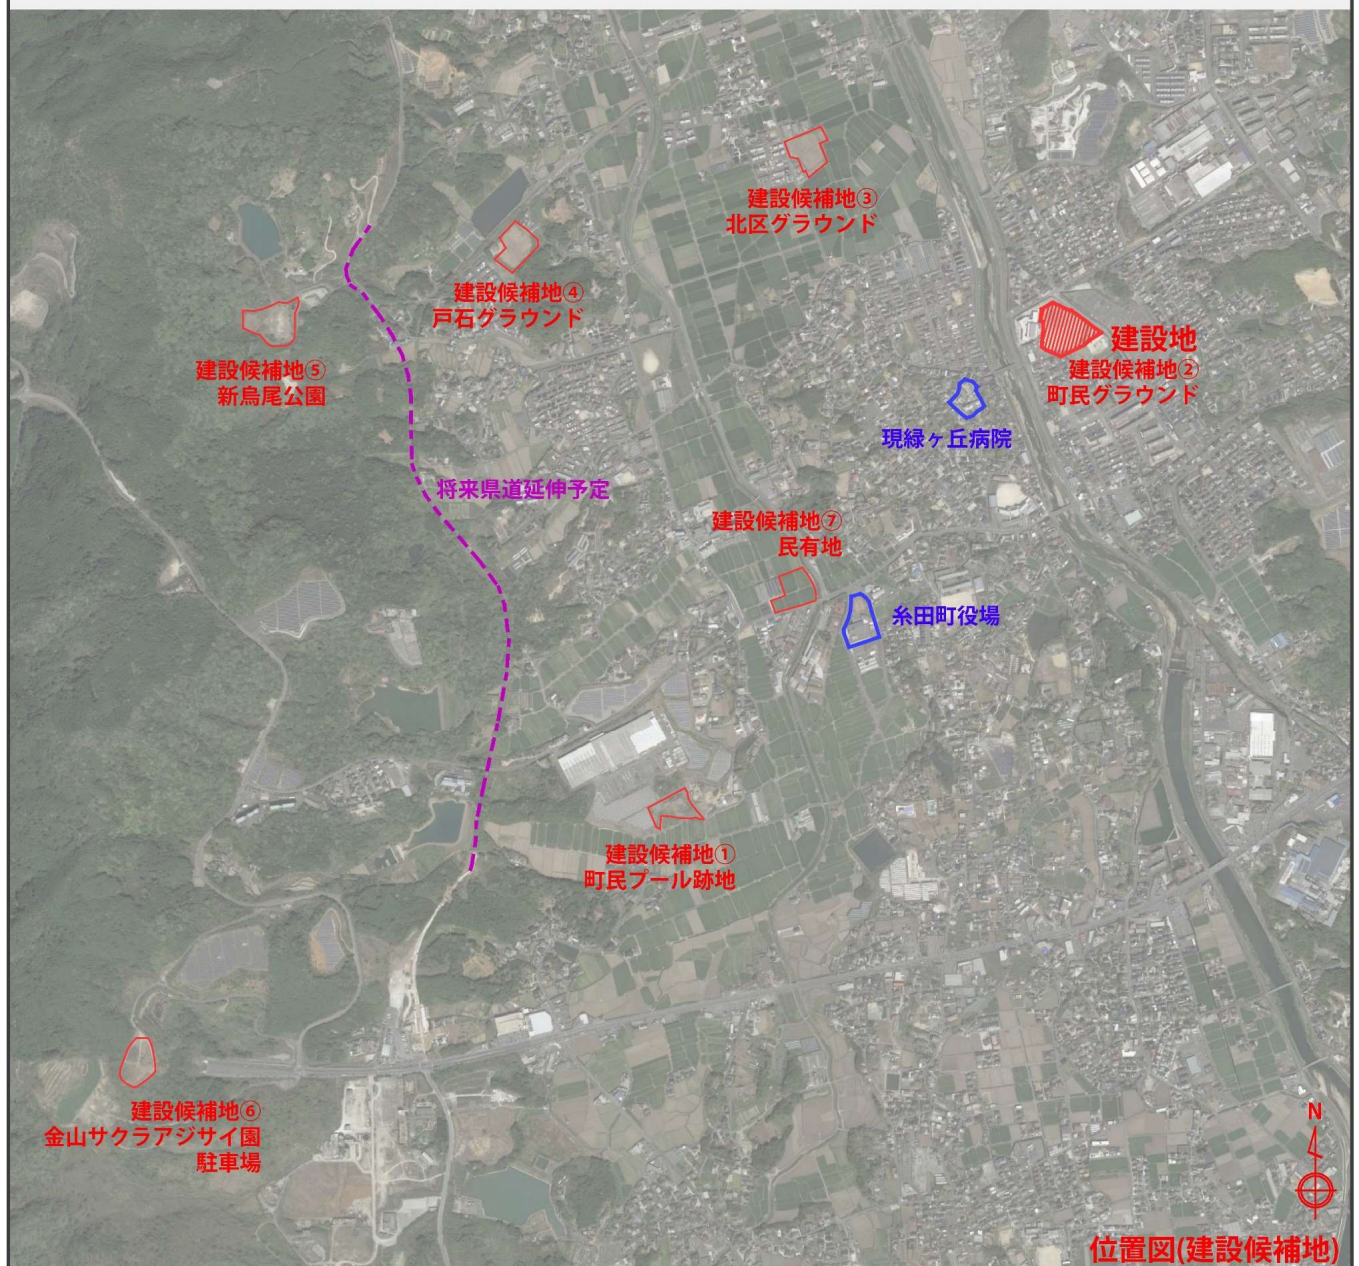 建設候補地③
北区グラウンド
建設候補地④
戸石グラウンド
建設地
建設候補地②
町民グラウンド
建設候補地⑤
新鳥尾公園
現緑ヶ丘病院
将来県道延伸予定
建設候補地⑦
民有地
糸田町役場
建設候補地①
町民プール跡地
建設候補地⑥
金山サクラアジサイ園
駐車場
N
位置図(建設候補地)